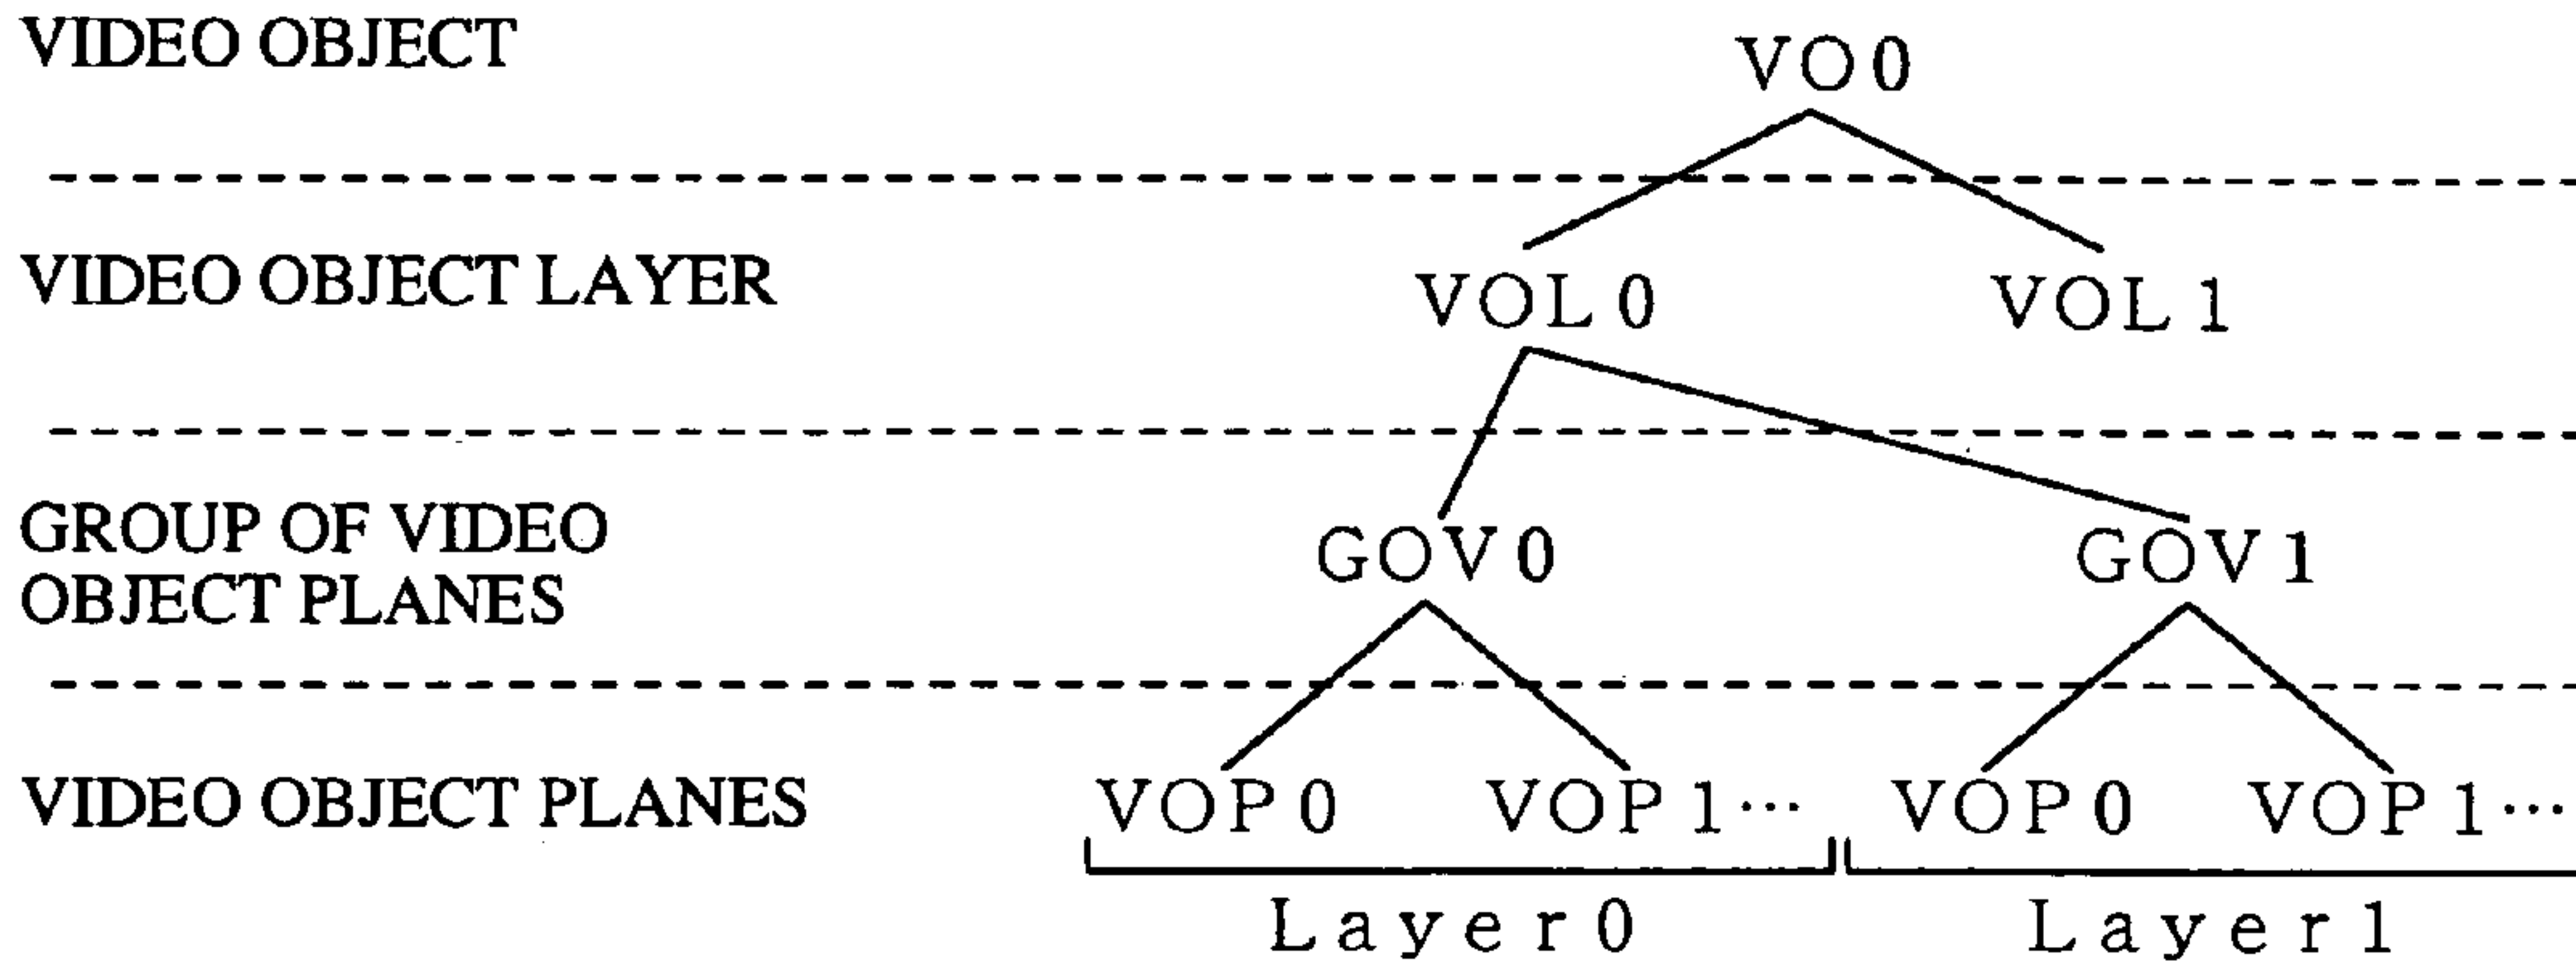 VIDEO OBJECT
VO0
VIDEO OBJECT LAYER
VOL0 VOL1
GROUP OF VIDEO
OBJECT PLANES
GOV0 GOV1
VIDEO OBJECT PLANES
VOP0 VOP1… VOP0 VOP1…
Layer0 Layer1